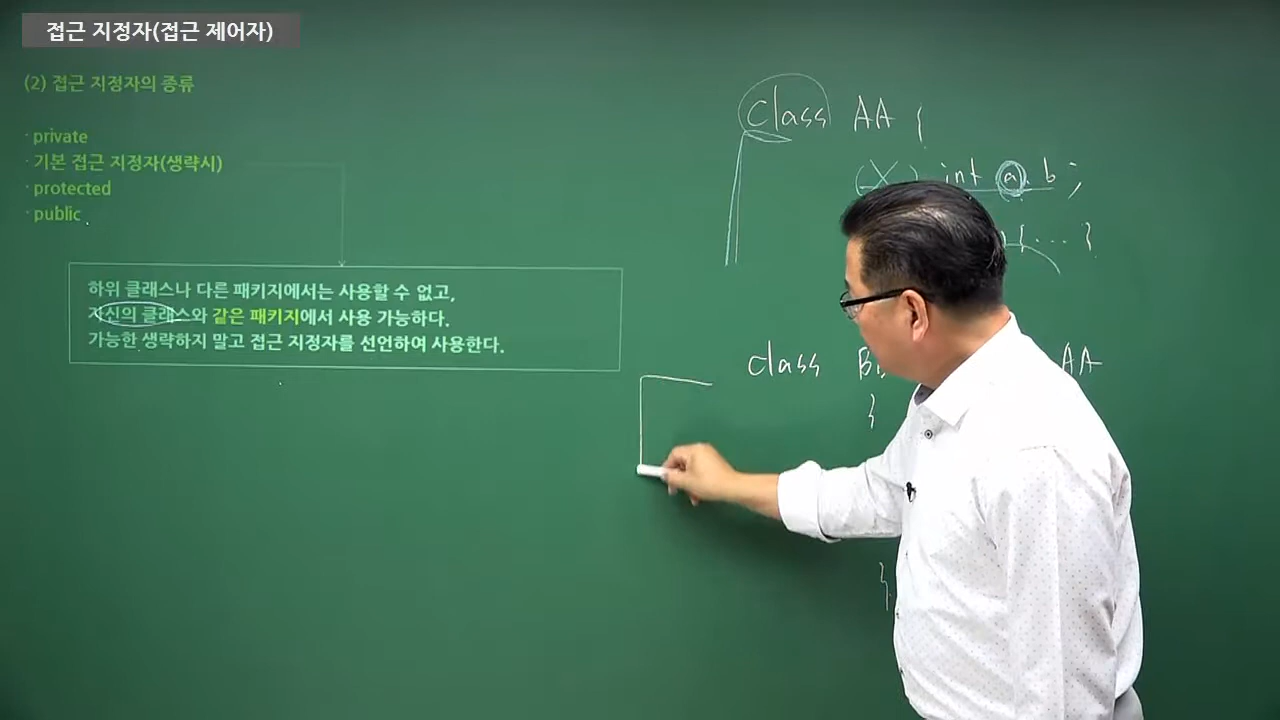 접근 지정자(접근 제어자)
(2) 접근 지정자의 종류
· private
· 기본 접근 지정자(생략시)
· protected
· public
하위 클래스나 다른 패키지에서는 사용할 수 없고,
자신의 클래스와 같은 패키지에서 사용 가능하다.
가능한 생략하지 말고 접근 지정자를 선언하여 사용한다.
class AA {
(X) int a, b;
{ ... }
class AA
}
}